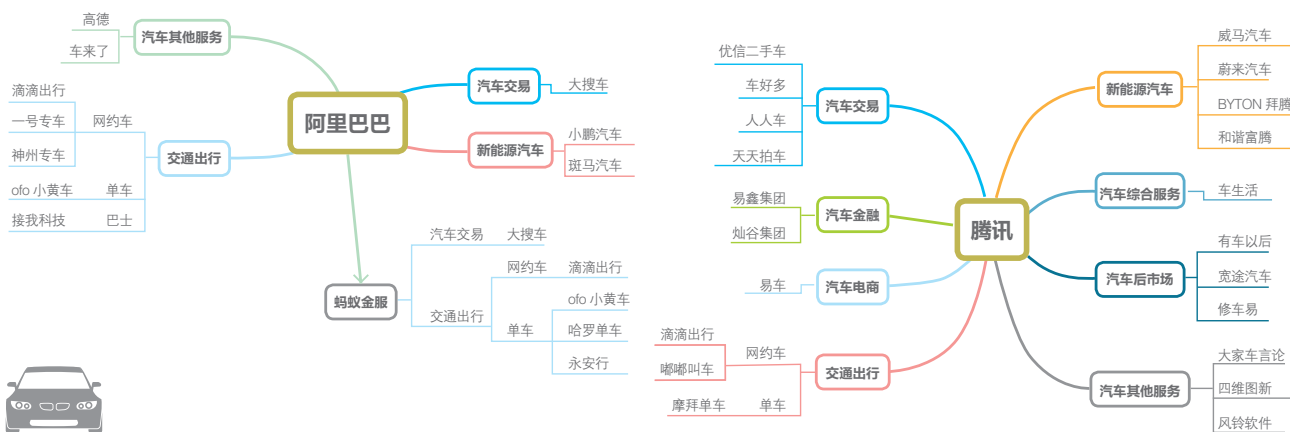 高德
车来了
汽车其他服务
阿里巴巴
汽车交易
大搜车
新能源汽车
小鹏汽车
斑马汽车
滴滴出行
一号专车
神州专车
网约车
ofo 小黄车
单车
接我科技
巴士
交通出行
蚂蚁金服
汽车交易
大搜车
交通出行
网约车
滴滴出行
单车
ofo 小黄车
哈罗单车
永安行
优信二手车
车好多
人人车
天天拍车
汽车交易
易鑫集团
灿谷集团
汽车金融
易车
汽车电商
滴滴出行
嘟嘟叫车
网约车
摩拜单车
单车
交通出行
腾讯
新能源汽车
威马汽车
蔚来汽车
BYTON 拜腾
和谐富腾
汽车综合服务
车生活
汽车后市场
有车以后
宽途汽车
修车易
汽车其他服务
大家车言论
四维图新
风铃软件